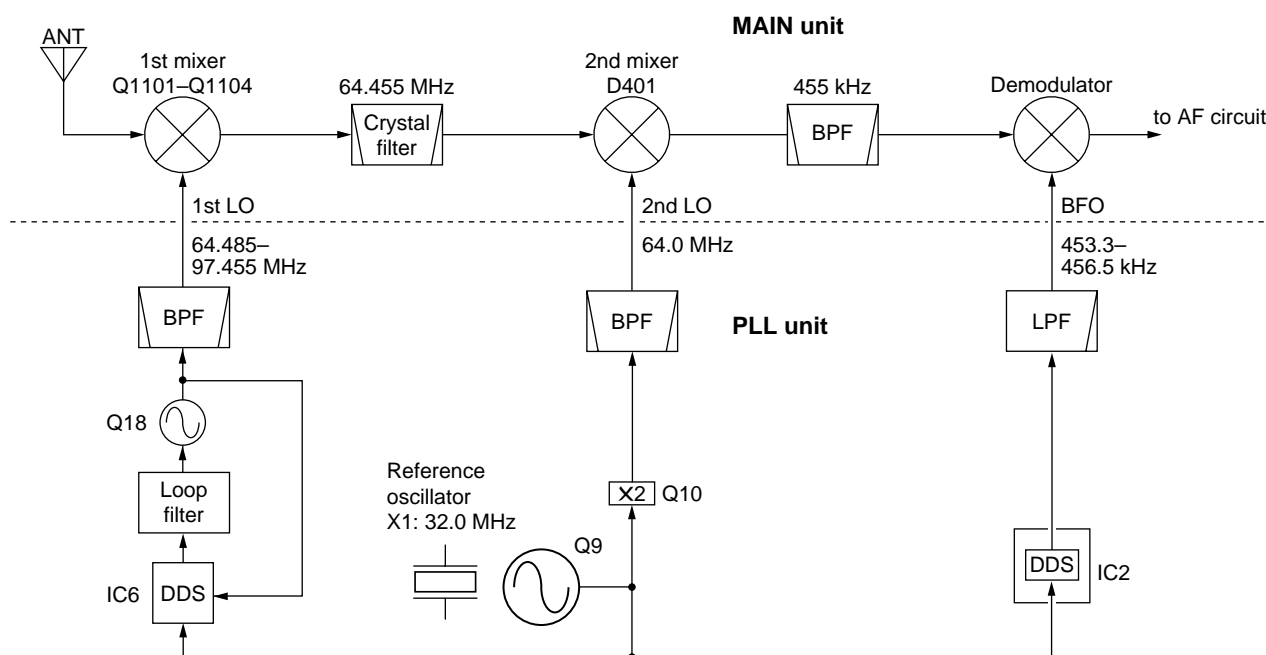 MAIN unit
ANT
1st mixer
Q1101–Q1104
64.455 MHz
2nd mixer
D401
455 kHz
Demodulator
Crystal
filter
BPF
to AF circuit
1st LO
2nd LO
BFO
64.485–
97.455 MHz
64.0 MHz
453.3–
456.5 kHz
BPF
BPF
PLL unit
LPF
Q18
Loop
filter
Reference
oscillator
X1: 32.0 MHz
X2
Q10
Q9
IC6
DDS
DDS
IC2